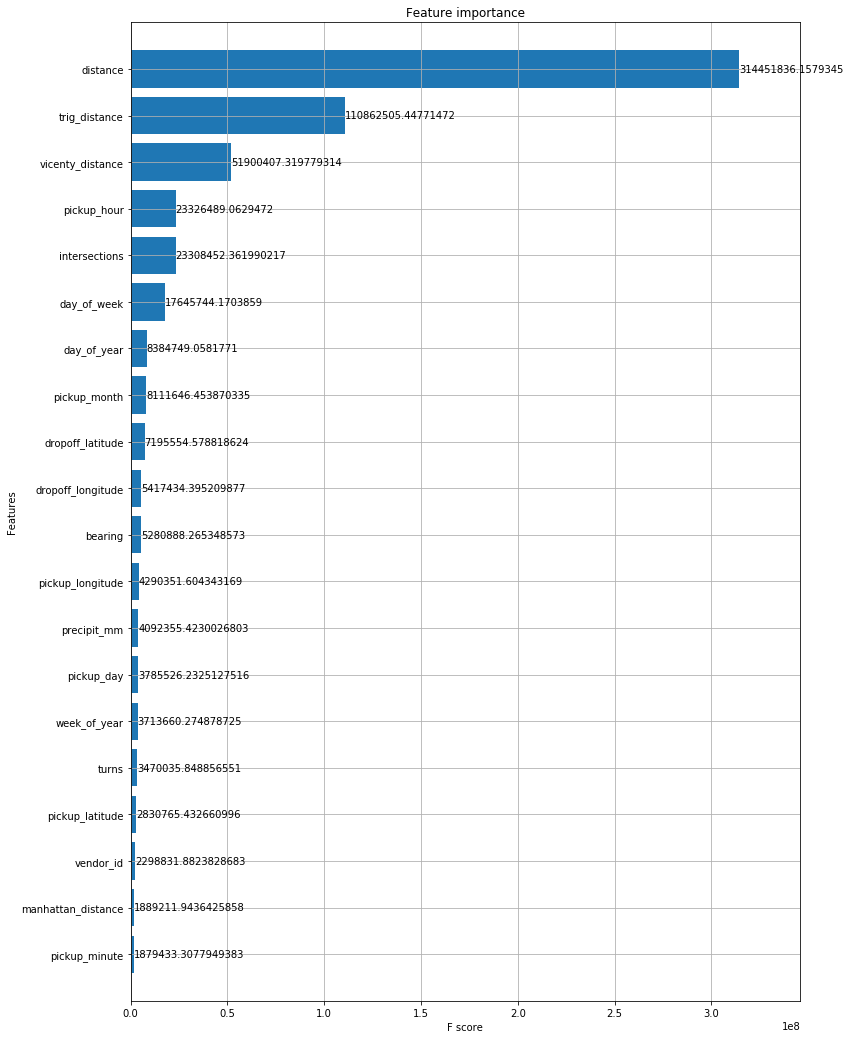 Feature importance
distance 314451836.1579345
trig_distance 110862505.44771472
vicenty_distance 51900407.319779314
pickup_hour 23326489.0629472
intersections 23308452.361990217
day_of_week 17645744.1703859
day_of_year 8384749.0581771
pickup_month 8111646.453870335
dropoff_latitude 7195554.578818624
dropoff_longitude 5417434.395209877
bearing 5280888.265348573
pickup_longitude 4290351.604343169
precipit_mm 4092355.4230026803
pickup_day 3785526.2325127516
week_of_year 3713660.274878725
turns 3470035.848856551
pickup_latitude 2830765.432660996
vendor_id 2298831.8823828683
manhattan_distance 1889211.9436425858
pickup_minute 1879433.3077949383
Features
0.0 0.5 1.0 1.5 2.0 2.5 3.0
1e8
F score